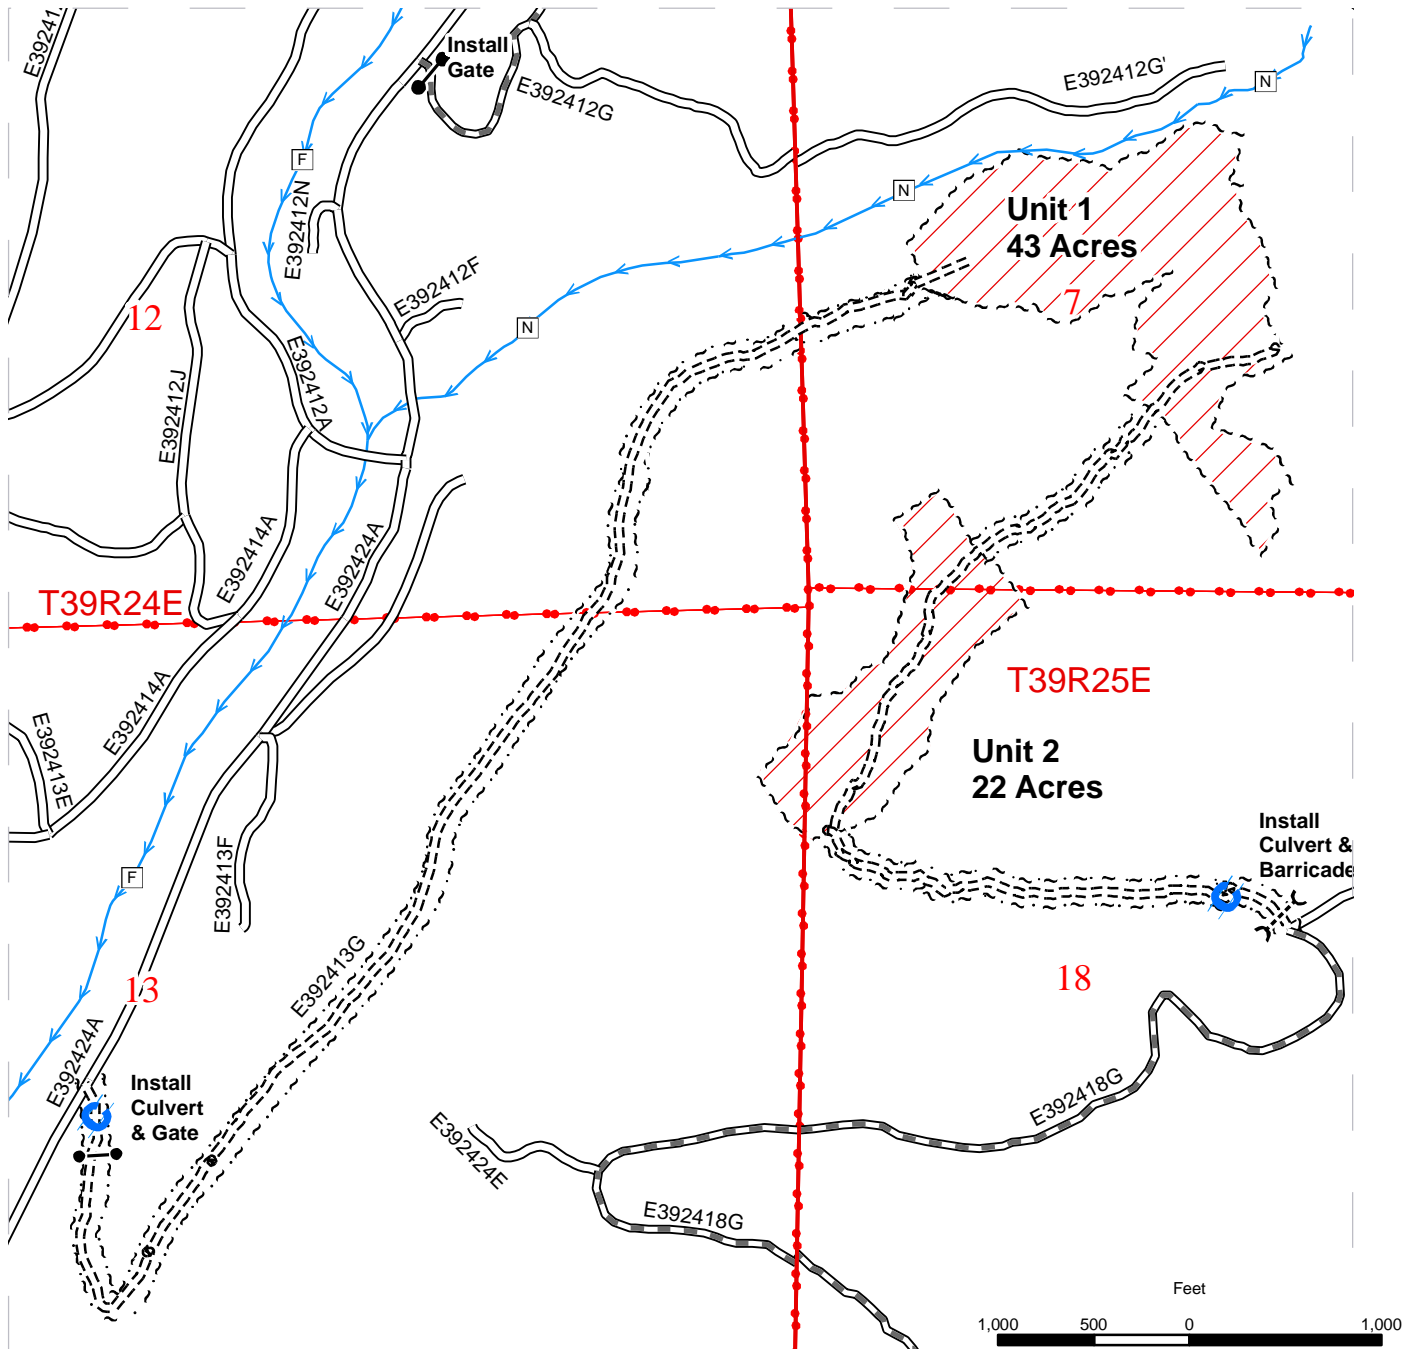 E39241
Install
Gate
E392412G
E392412G'
N
F
N
E392412N
Unit 1
43 Acres
E392412F
7
12
N
E392412A
E392412J
E392414A
E392424A
T39R24E
T39R25E
E392414A
E392413E
Unit 2
22 Acres
Install
Culvert &
Barricade
E392413F
F
E392413G
13
18
E392424A
Install
Culvert
& Gate
E392418G
E392424E
E392418G
Feet
1,000 500 0 1,000